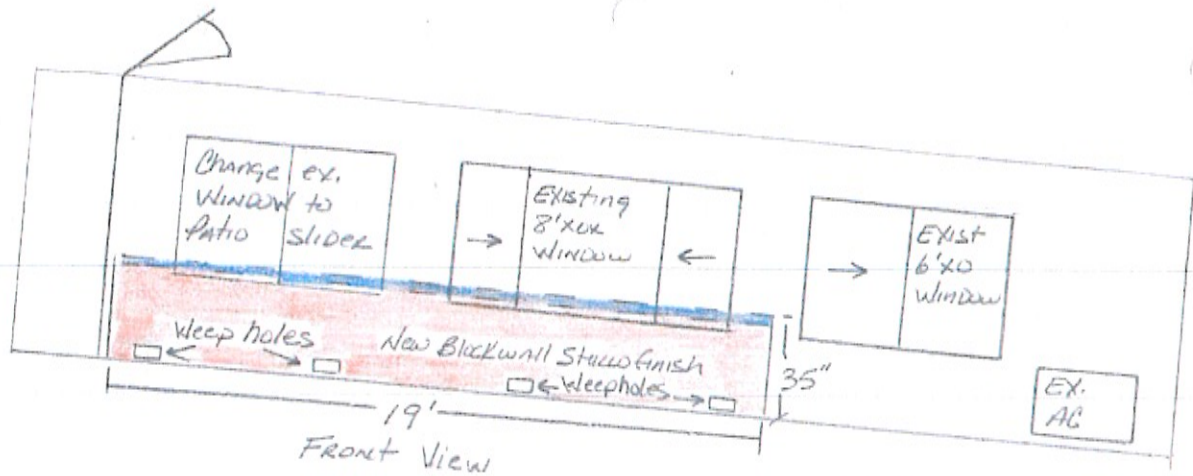 Change ex.
WINDOW to
Patio SLIDER
→
Existing
8'XOX
WINDOW
←
→
EXist
6'XO
WINDOW
Weep holes
New Blockwall Stucco finish
Weepholes
35"
EX.
AC
19'
FRONT View